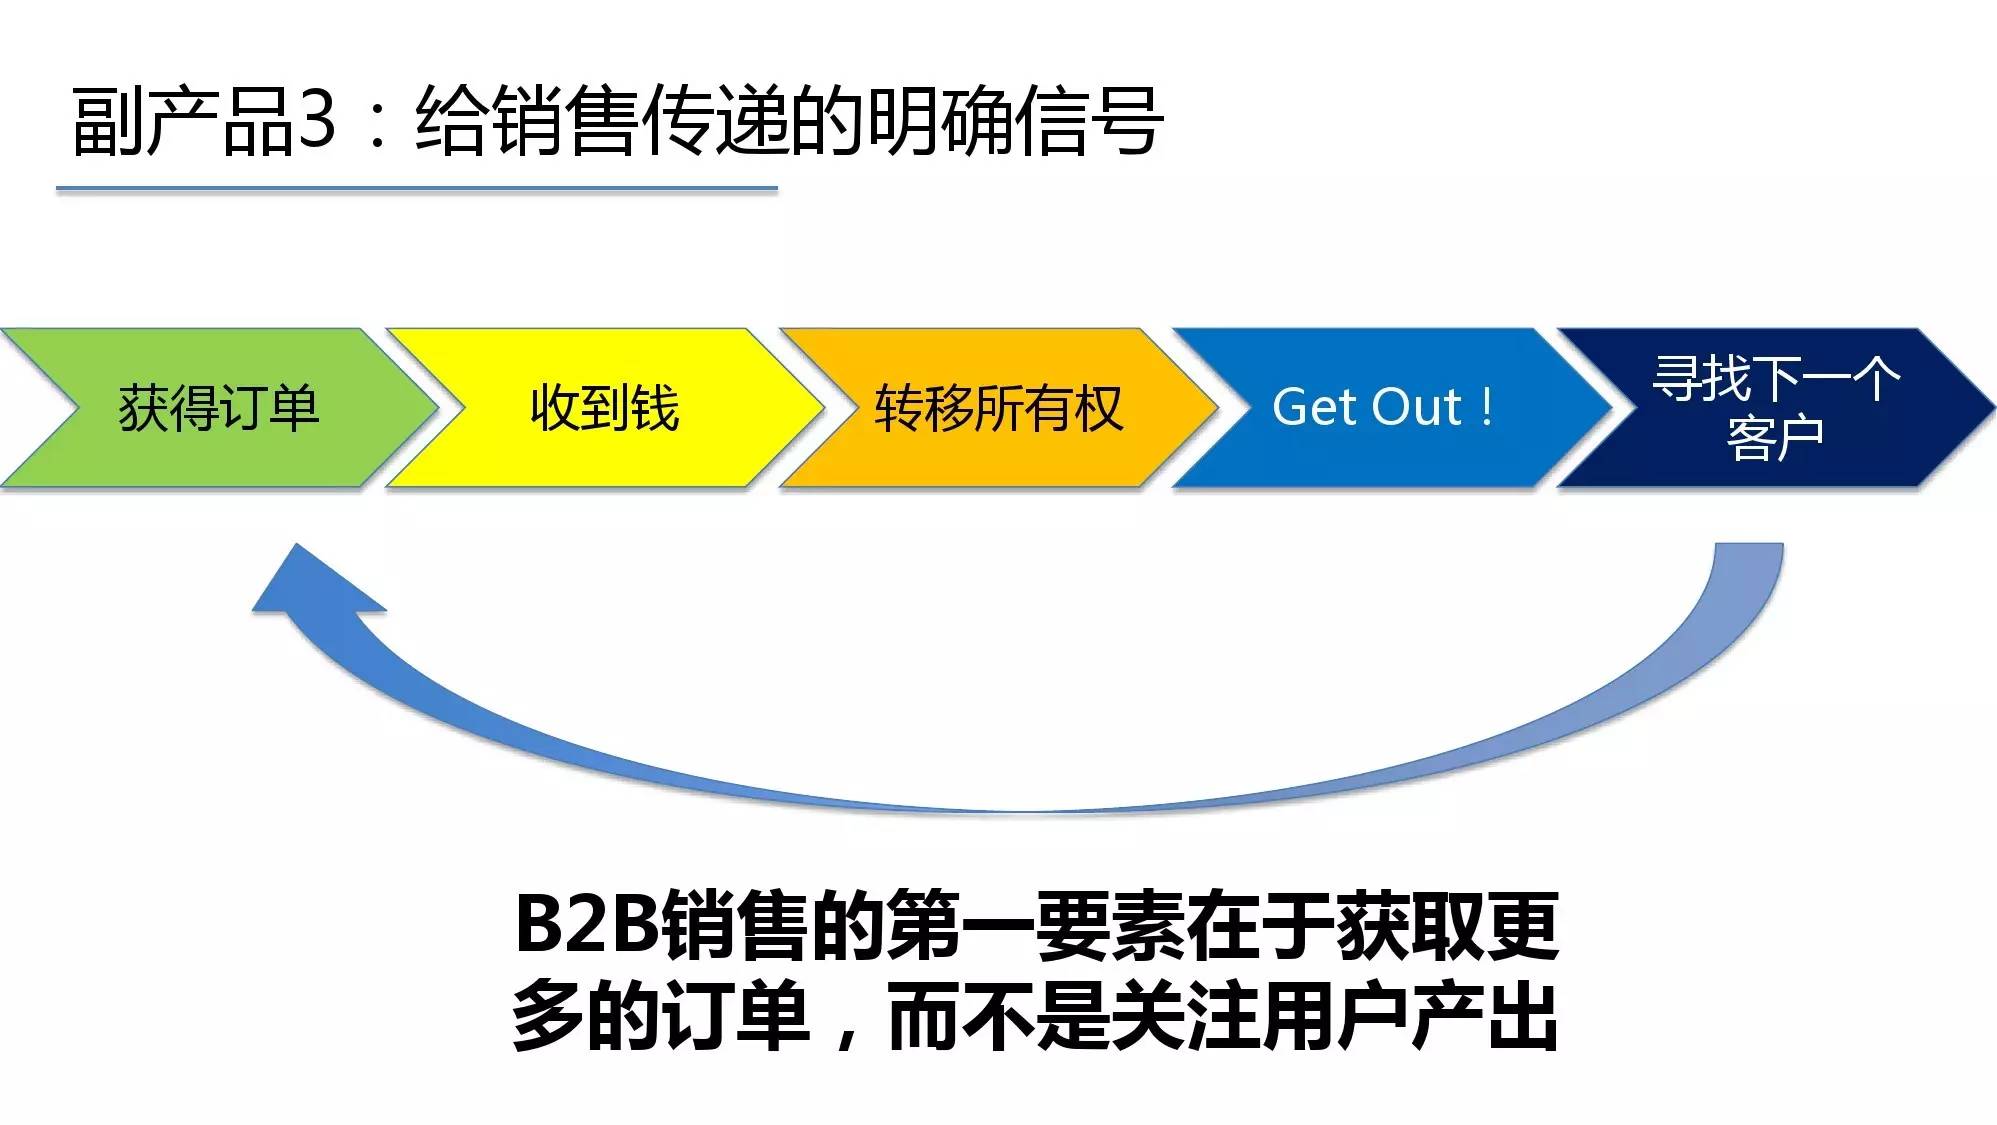 副产品3：给销售传递的明确信号
获得订单
收到钱
转移所有权
Get Out！
寻找下一个
客户
B2B销售的第一要素在于获取更
多的订单，而不是关注用户产出